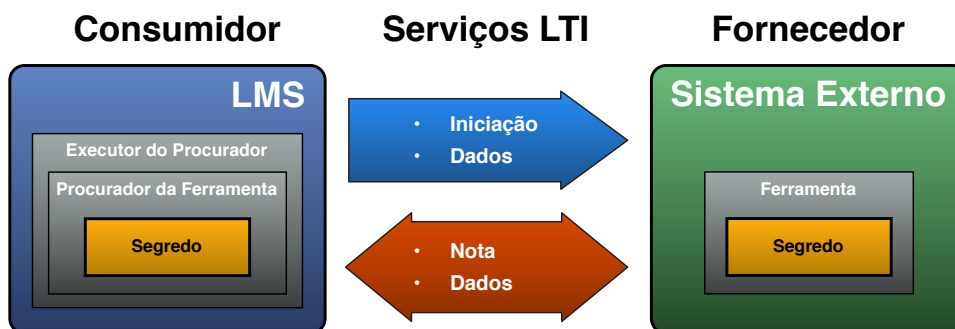 Consumidor
Serviços LTI
Fornecedor
LMS
Executor do Procurador
Procurador da Ferramenta
Segredo
• Iniciação
• Dados
• Nota
• Dados
Sistema Externo
Ferramenta
Segredo